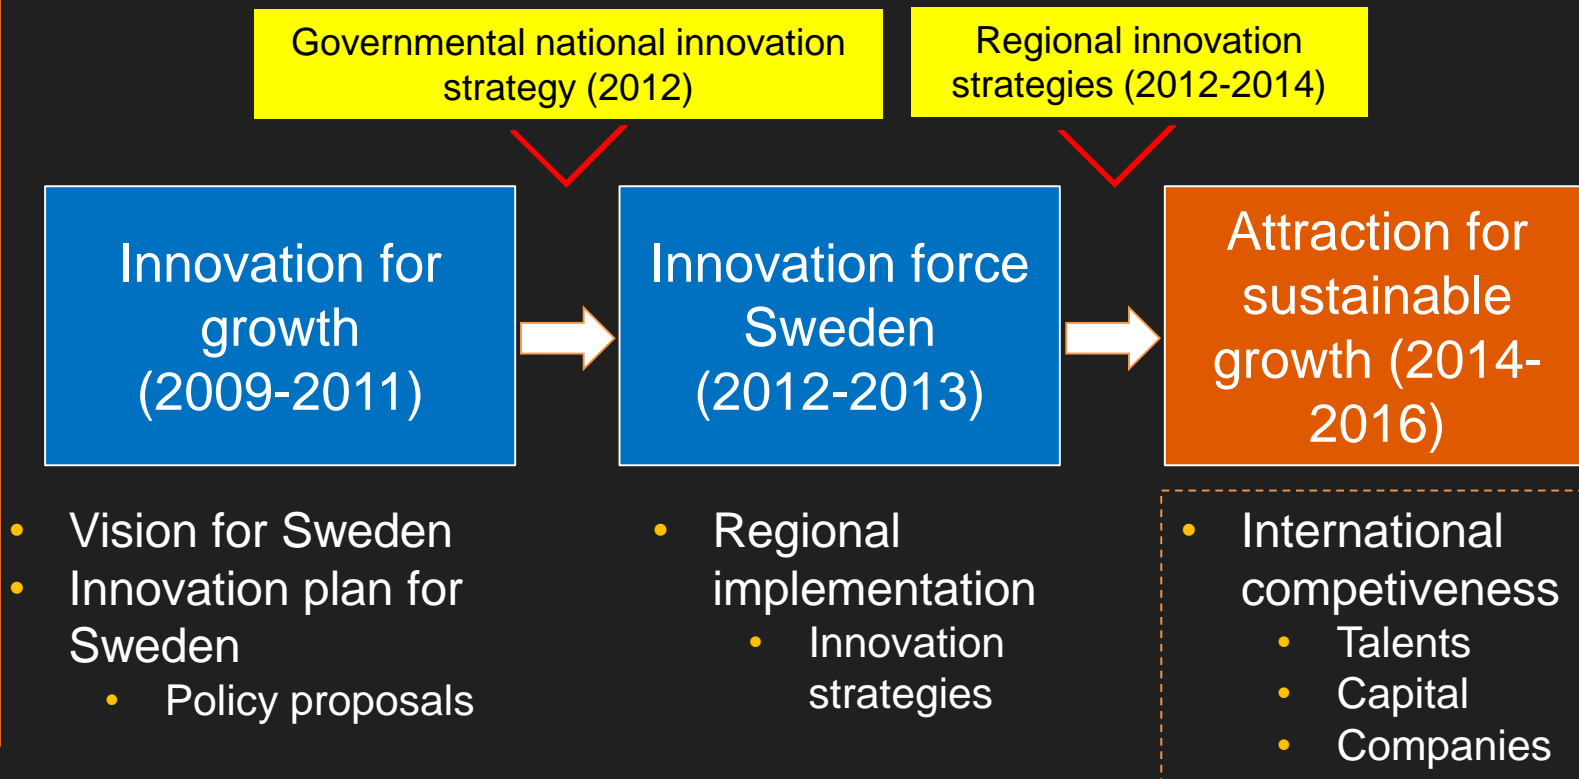 Governmental national innovation
strategy (2012)
Regional innovation
strategies (2012-2014)
Innovation for
growth
(2009-2011)
Innovation force
Sweden
(2012-2013)
Attraction for
sustainable
growth (2014-
2016)
• Vision for Sweden
• Innovation plan for
Sweden
• Policy proposals
• Regional
implementation
• Innovation
strategies
• International
competiveness
• Talents
• Capital
• Companies